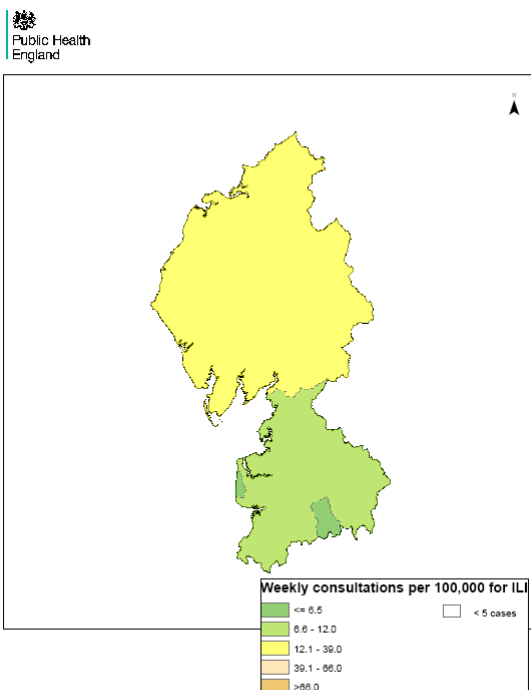 Public Health
England
N
Weekly consultations per 100,000 for ILI
<= 6.5
< 5 cases
6.6 - 12.0
12.1 - 39.0
39.1 - 66.0
>66.0